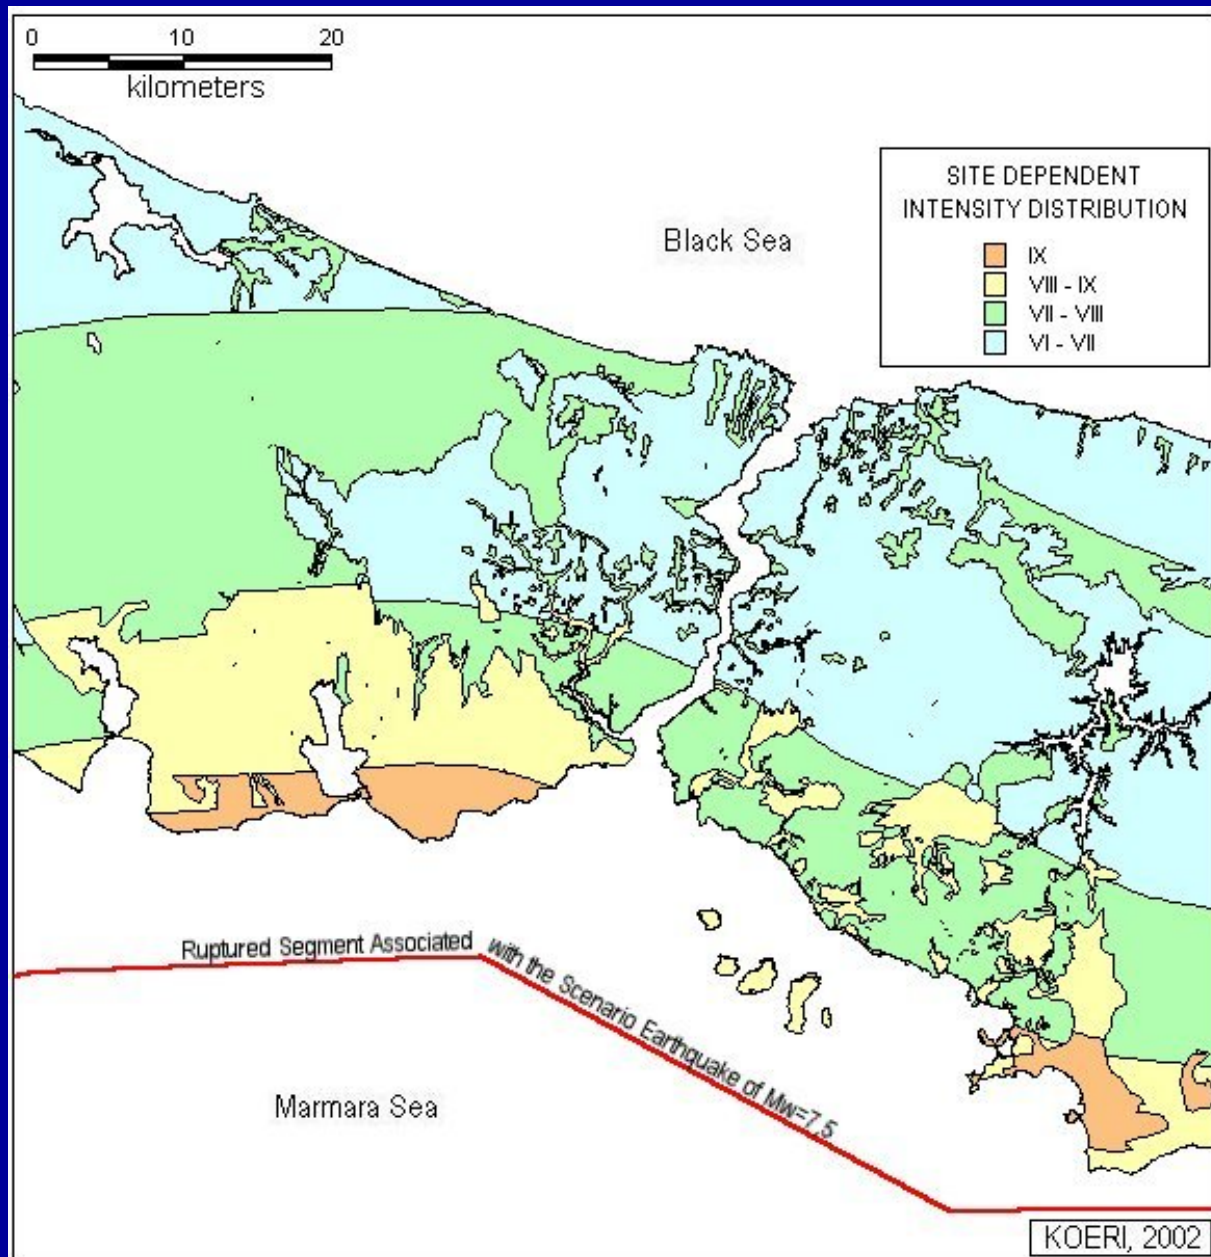 0 10 20
kilometers
SITE DEPENDENT
INTENSITY DISTRIBUTION
IX
VIII - IX
VII - VIII
VI - VII
Black Sea
Ruptured Segment Associated with the Scenario Earthquake of Mw=7.5
Marmara Sea
KOERI, 2002